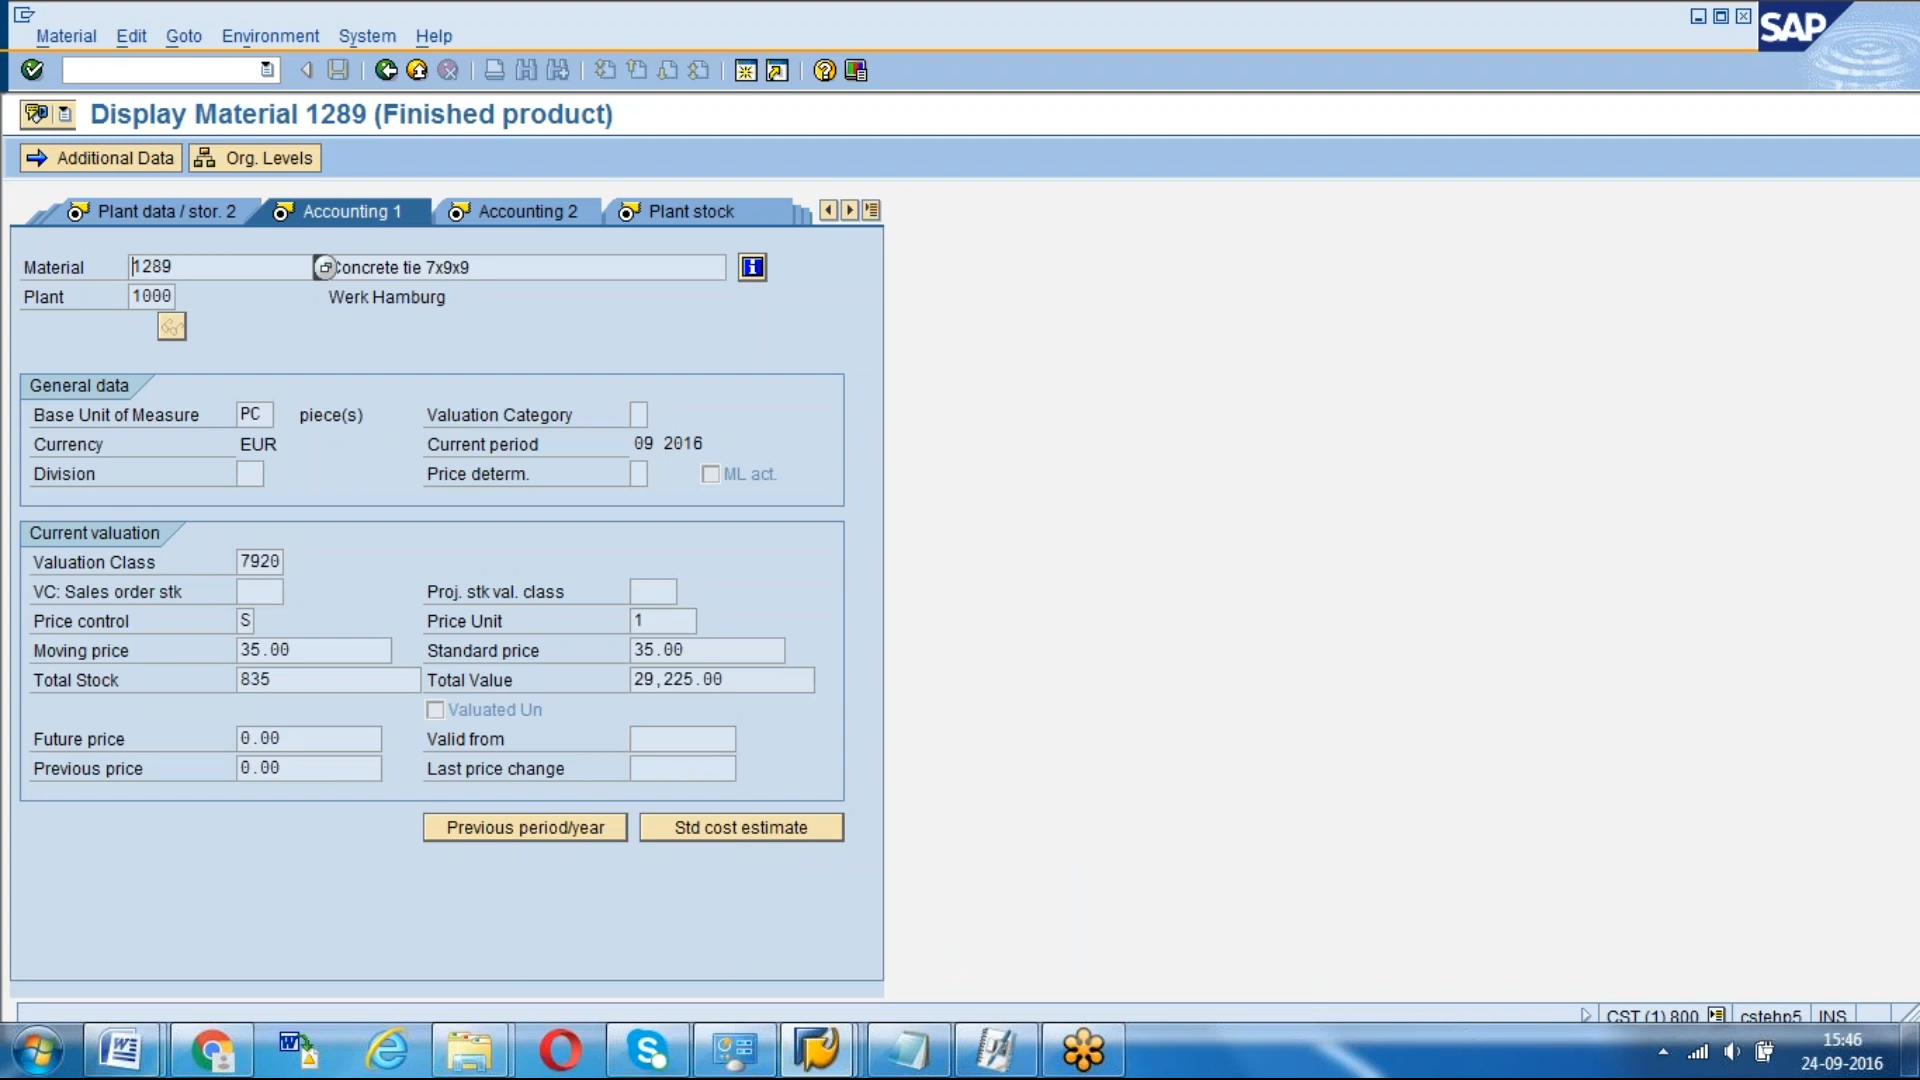 Material Edit Goto Environment System Help
SAP
Display Material 1289 (Finished product)
Additional Data Org. Levels
Plant data / stor. 2 Accounting 1 Accounting 2 Plant stock
Material 1289 Concrete tie 7x9x9
Plant 1000 Werk Hamburg
General data
Base Unit of Measure PC piece(s) Valuation Category
Currency EUR Current period 09 2016
Division Price determ. ML act.
Current valuation
Valuation Class 7920
VC: Sales order stk Proj. stk val. class
Price control S Price Unit 1
Moving price 35.00 Standard price 35.00
Total Stock 835 Total Value 29,225.00
Valuated Un
Future price 0.00 Valid from
Previous price 0.00 Last price change
Previous period/year Std cost estimate
CST (1) 800 cstehp5 INS
15:46
24-09-2016